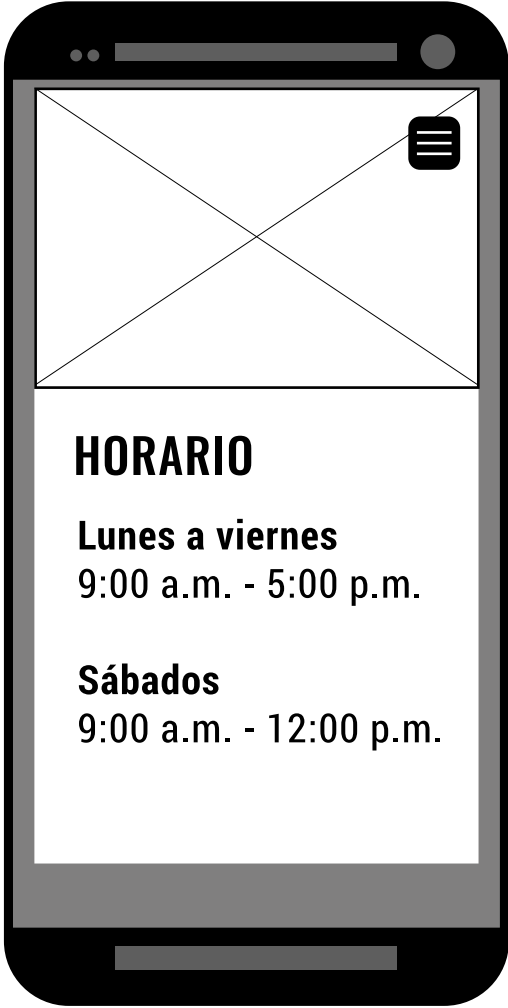 HORARIO
Lunes a viernes
9:00 a.m. - 5:00 p.m.
Sábados
9:00 a.m. - 12:00 p.m.